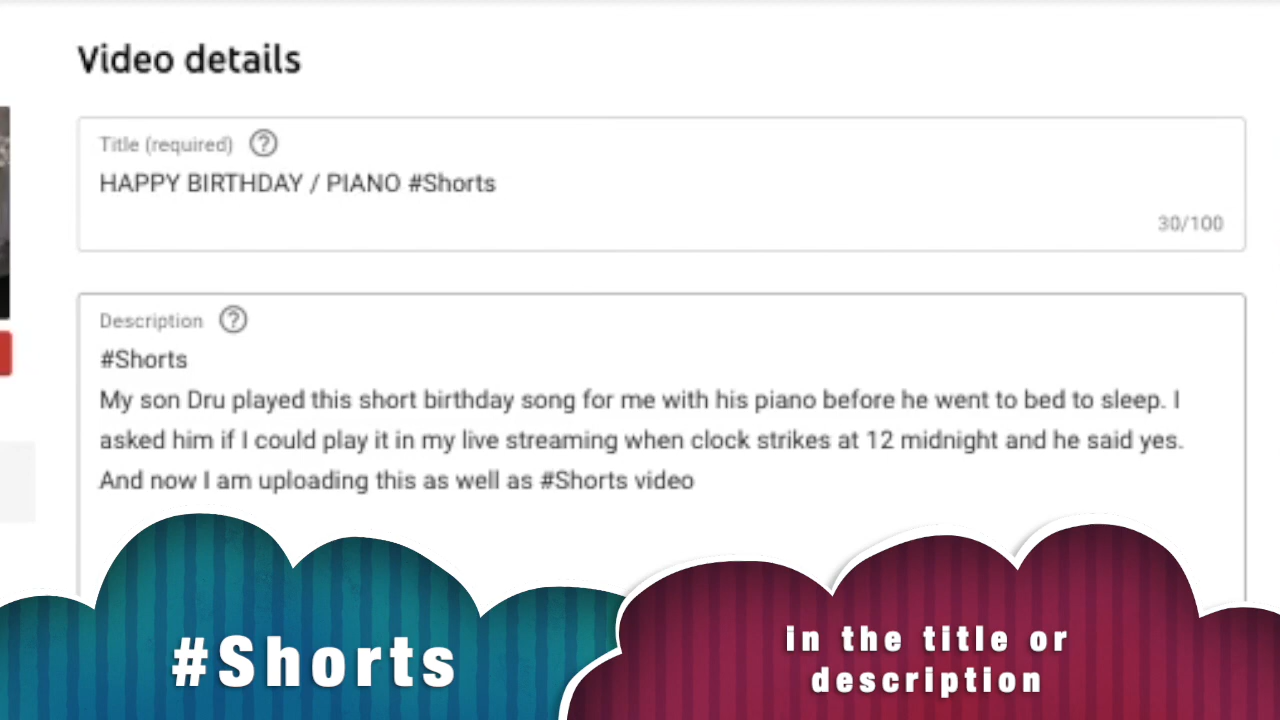 Video details
Title (required)
HAPPY BIRTHDAY / PIANO #Shorts
30/100
Description
#Shorts
My son Dru played this short birthday song for me with his piano before he went to bed to sleep. I
asked him if I could play it in my live streaming when clock strikes at 12 midnight and he said yes.
And now I am uploading this as well as #Shorts video
#Shorts
in the title or
description